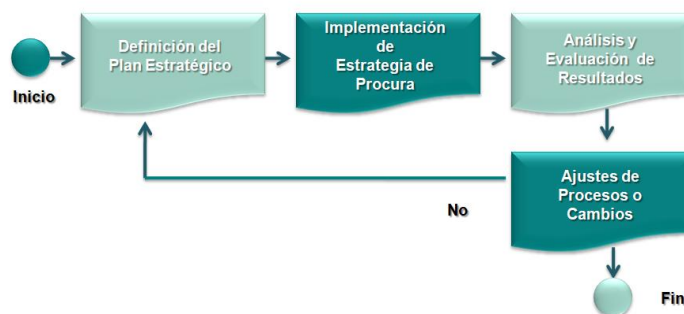 Inicio
Definición del
Plan Estratégico
Implementación
de
Estrategia de
Procura
Análisis y
Evaluación de
Resultados
Ajustes de
Procesos o
Cambios
No
Fin